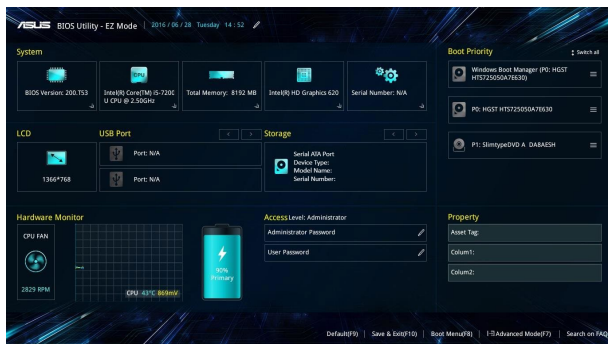 ASUS BIOS Utility - EZ Mode 2016 / 06 / 28 Tuesday 14 : 52
System
BIOS Version: 200.T53
CPU
Intel(R) Core(TM) i5-7200
U CPU @ 2.50GHz
Total Memory: 8192 MB
Intel(R) HD Graphics 620
Serial Number: N/A
Boot Priority
Switch all
Windows Boot Manager (P0: HGST
HTS725050A7E630)
P0: HGST HTS725050A7E630
P1: SlimtypeDVD A DA8AESH
LCD
1366*768
USB Port
Port: N/A
Port: N/A
Storage
Serial ATA Port
Device Type:
Model Name:
Serial Number:
Hardware Monitor
CPU FAN
2829 RPM
CPU 43°C 869mV
90%
Primary
Access Level: Administrator
Administrator Password
User Password
Property
Asset Tag:
Colum1:
Colum2:
Default(F9) | Save & Exit(F10) | Boot Menu(F8) | Advanced Mode(F7) | Search on FAQ